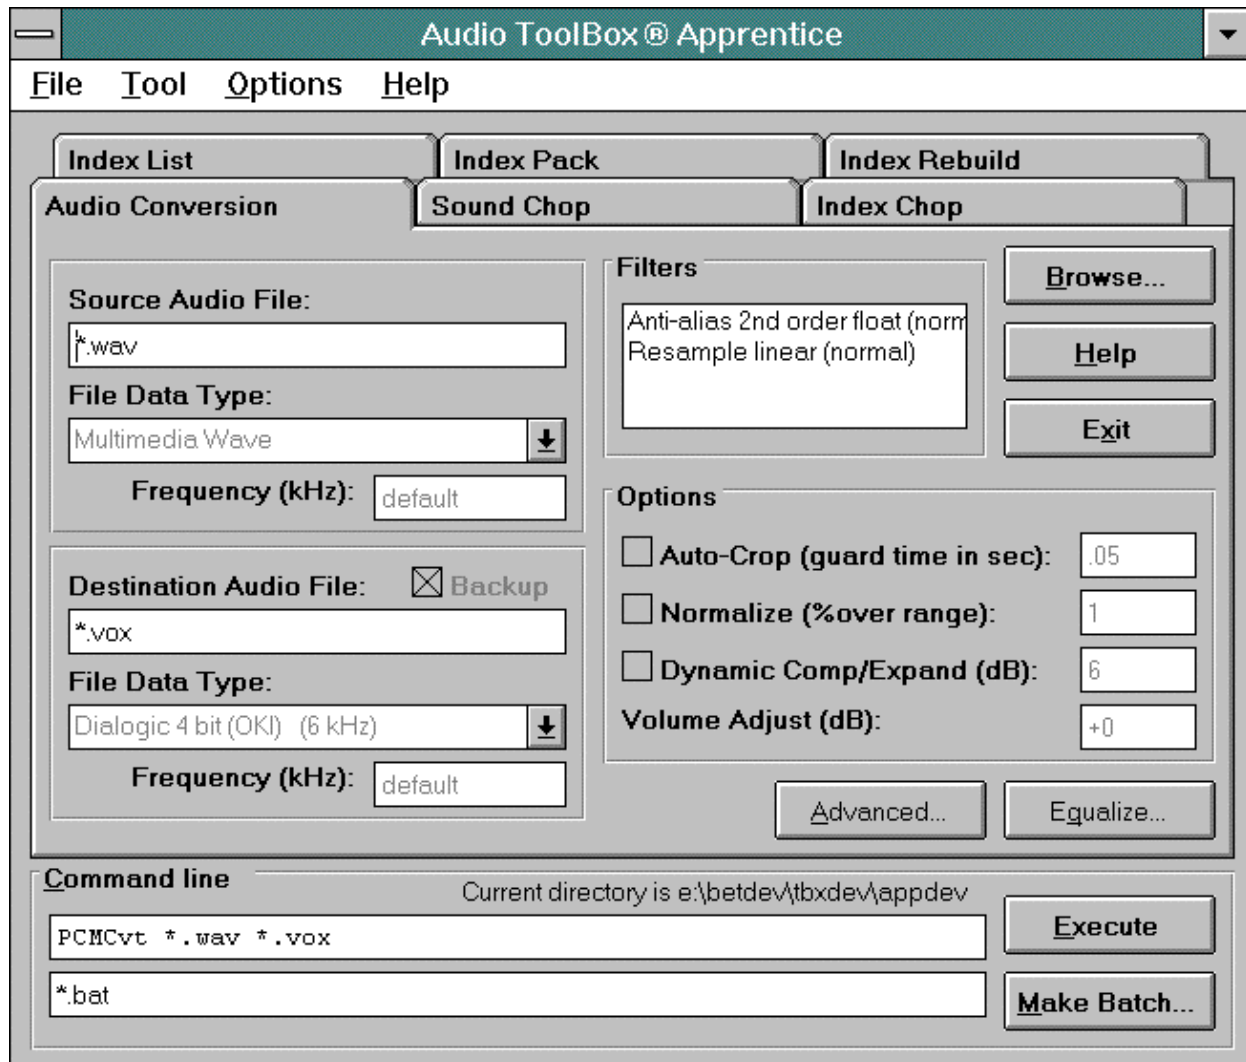 Audio ToolBox® Apprentice
File Tool Options Help
Index List Index Pack Index Rebuild
Audio Conversion Sound Chop Index Chop
Source Audio File:
*.wav
File Data Type:
Multimedia Wave
Frequency (kHz): default
Destination Audio File: Backup
*.vox
File Data Type:
Dialogic 4 bit (OKI) (6 kHz)
Frequency (kHz): default
Filters
Anti-alias 2nd order float (norm
Resample linear (normal)
Browse...
Help
Exit
Options
Auto-Crop (guard time in sec): .05
Normalize (%over range): 1
Dynamic Comp/Expand (dB): 6
Volume Adjust (dB): +0
Advanced... Equalize...
Command line
Current directory is e:\betdev\tbxdev\appdev
PCMCvt *.wav *.vox
Execute
*.bat
Make Batch...